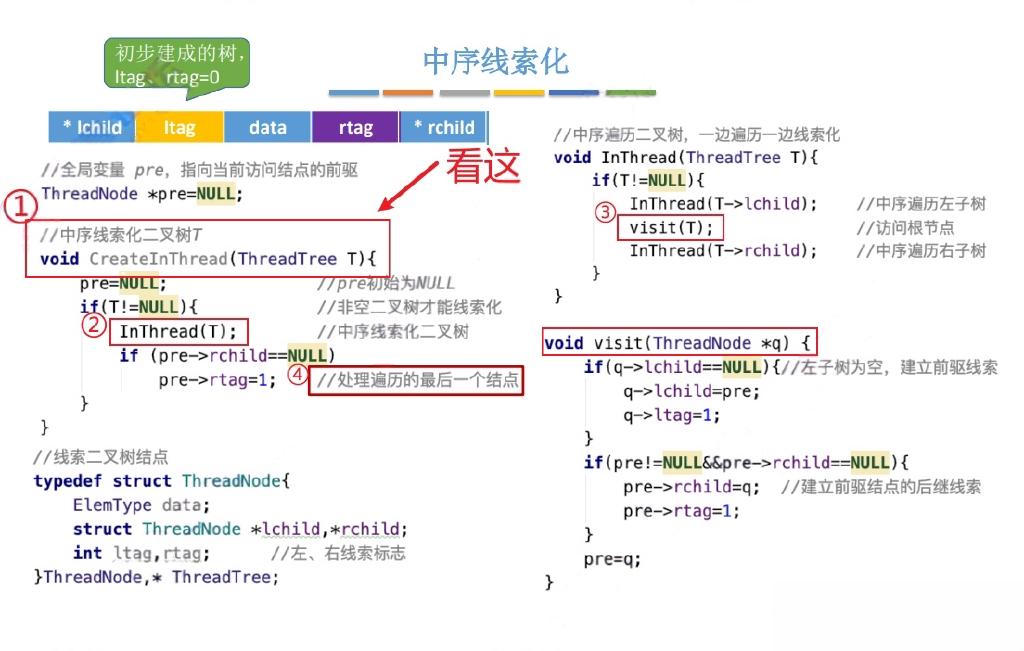 初步建成的树，
ltag、rtag=0
中序线索化
* lchild ltag data rtag * rchild
看这
//全局变量 pre，指向当前访问结点的前驱
ThreadNode *pre=NULL;
①
//中序线索化二叉树T
void CreateInThread(ThreadTree T){
pre=NULL; //pre初始为NULL
if(T!=NULL){ //非空二叉树才能线索化
② InThread(T); //中序线索化二叉树
if (pre->rchild==NULL)
pre->rtag=1; ④ //处理遍历的最后一个结点
}
}
//线索二叉树结点
typedef struct ThreadNode{
ElemType data;
struct ThreadNode *lchild,*rchild;
int ltag,rtag; //左、右线索标志
}ThreadNode,* ThreadTree;
//中序遍历二叉树，一边遍历一边线索化
void InThread(ThreadTree T){
if(T!=NULL){
InThread(T->lchild); //中序遍历左子树
③ visit(T); //访问根节点
InThread(T->rchild); //中序遍历右子树
}
}
void visit(ThreadNode *q) {
if(q->lchild==NULL){//左子树为空，建立前驱线索
q->lchild=pre;
q->ltag=1;
}
if(pre!=NULL&&pre->rchild==NULL){
pre->rchild=q; //建立前驱结点的后继线索
pre->rtag=1;
}
pre=q;
}